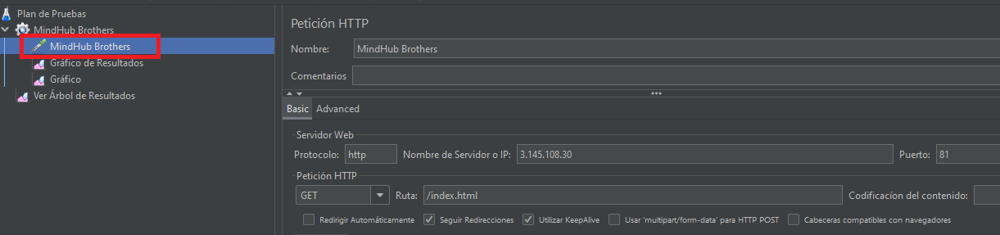 Plan de Pruebas
MindHub Brothers
MindHub Brothers
Gráfico de Resultados
Gráfico
Ver Árbol de Resultados
Petición HTTP
Nombre: MindHub Brothers
Comentarios
Basic Advanced
Servidor Web
Protocolo: http Nombre de Servidor o IP: 3.145.108.30 Puerto: 81
Petición HTTP
GET Ruta: /index.html Codificacíon del contenido:
Redirigir Automáticamente Seguir Redirecciones Utilizar KeepAlive Usar 'multipart/form-data' para HTTP POST Cabeceras compatibles con navegadores